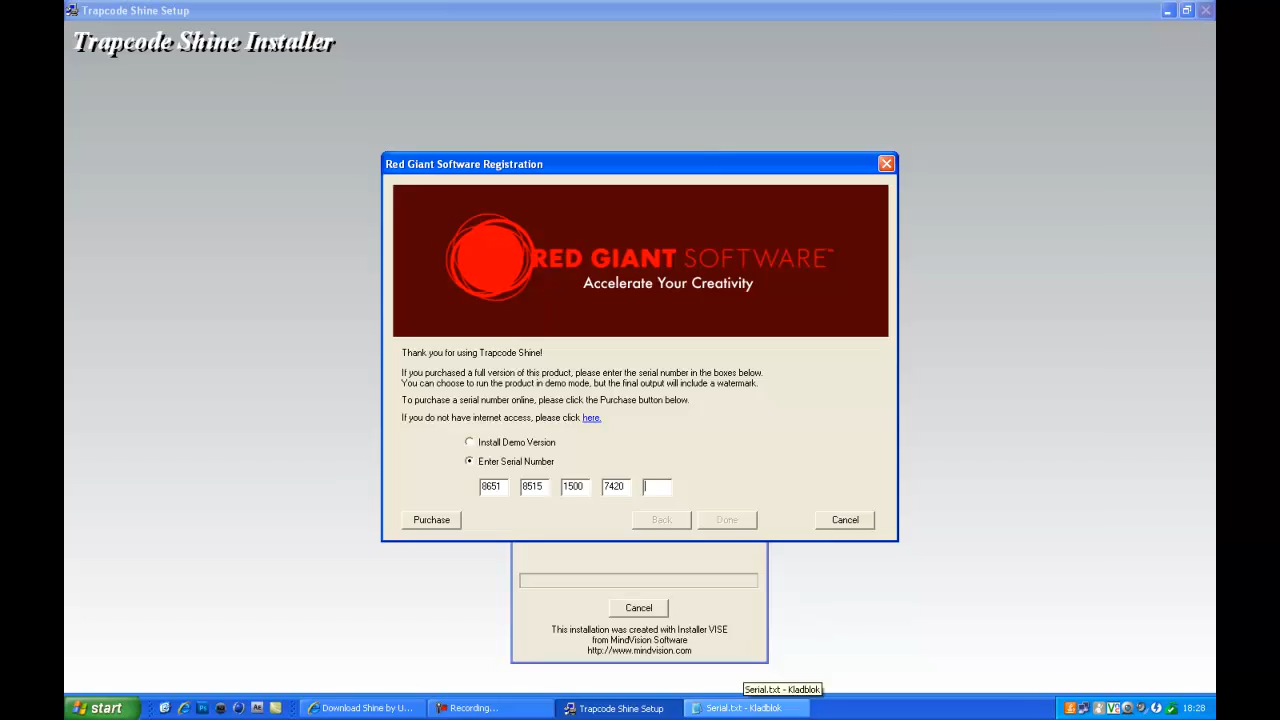 Trapcode Shine Setup
Trapcode Shine Installer
Red Giant Software Registration
RED GIANT SOFTWARE™
Accelerate Your Creativity
Thank you for using Trapcode Shine!
If you purchased a full version of this product, please enter the serial number in the boxes below.
You can choose to run the product in demo mode, but the final output will include a watermark.
To purchase a serial number online, please click the Purchase button below.
If you do not have internet access, please click here.
Install Demo Version
Enter Serial Number
8651 8515 1500 7420
Purchase Back Done Cancel
Cancel
This installation was created with Installer VISE
from MindVision Software
http://www.mindvision.com
Serial.txt - Kladblok
start Download Shine by U... Recording... Trapcode Shine Setup Serial.txt - Kladblok 18:28